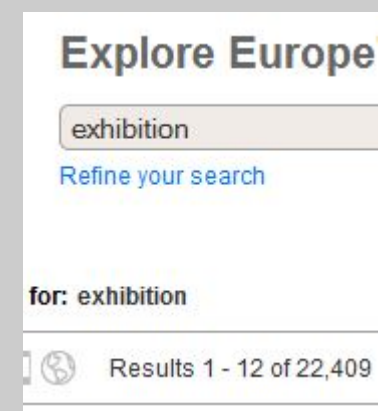 Explore Europe
exhibition
Refine your search
for: exhibition
Results 1 - 12 of 22,409